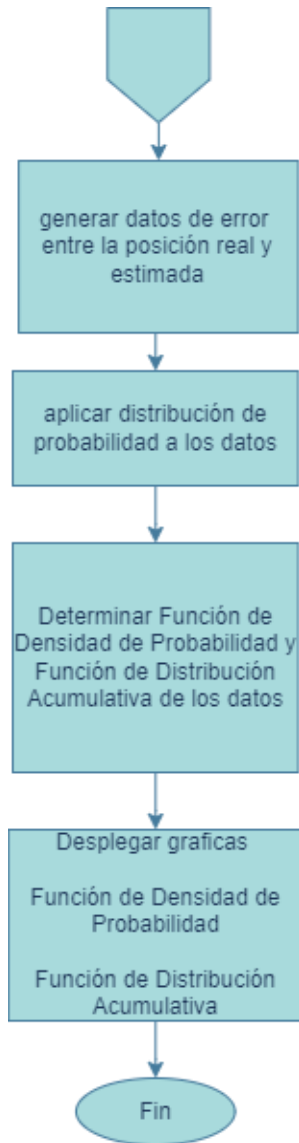 generar datos de error
entre la posición real y
estimada
aplicar distribución de
probabilidad a los datos
Determinar Función de
Densidad de Probabilidad y
Función de Distribución
Acumulativa de los datos
Desplegar graficas
Función de Densidad de
Probabilidad
Función de Distribución
Acumulativa
Fin